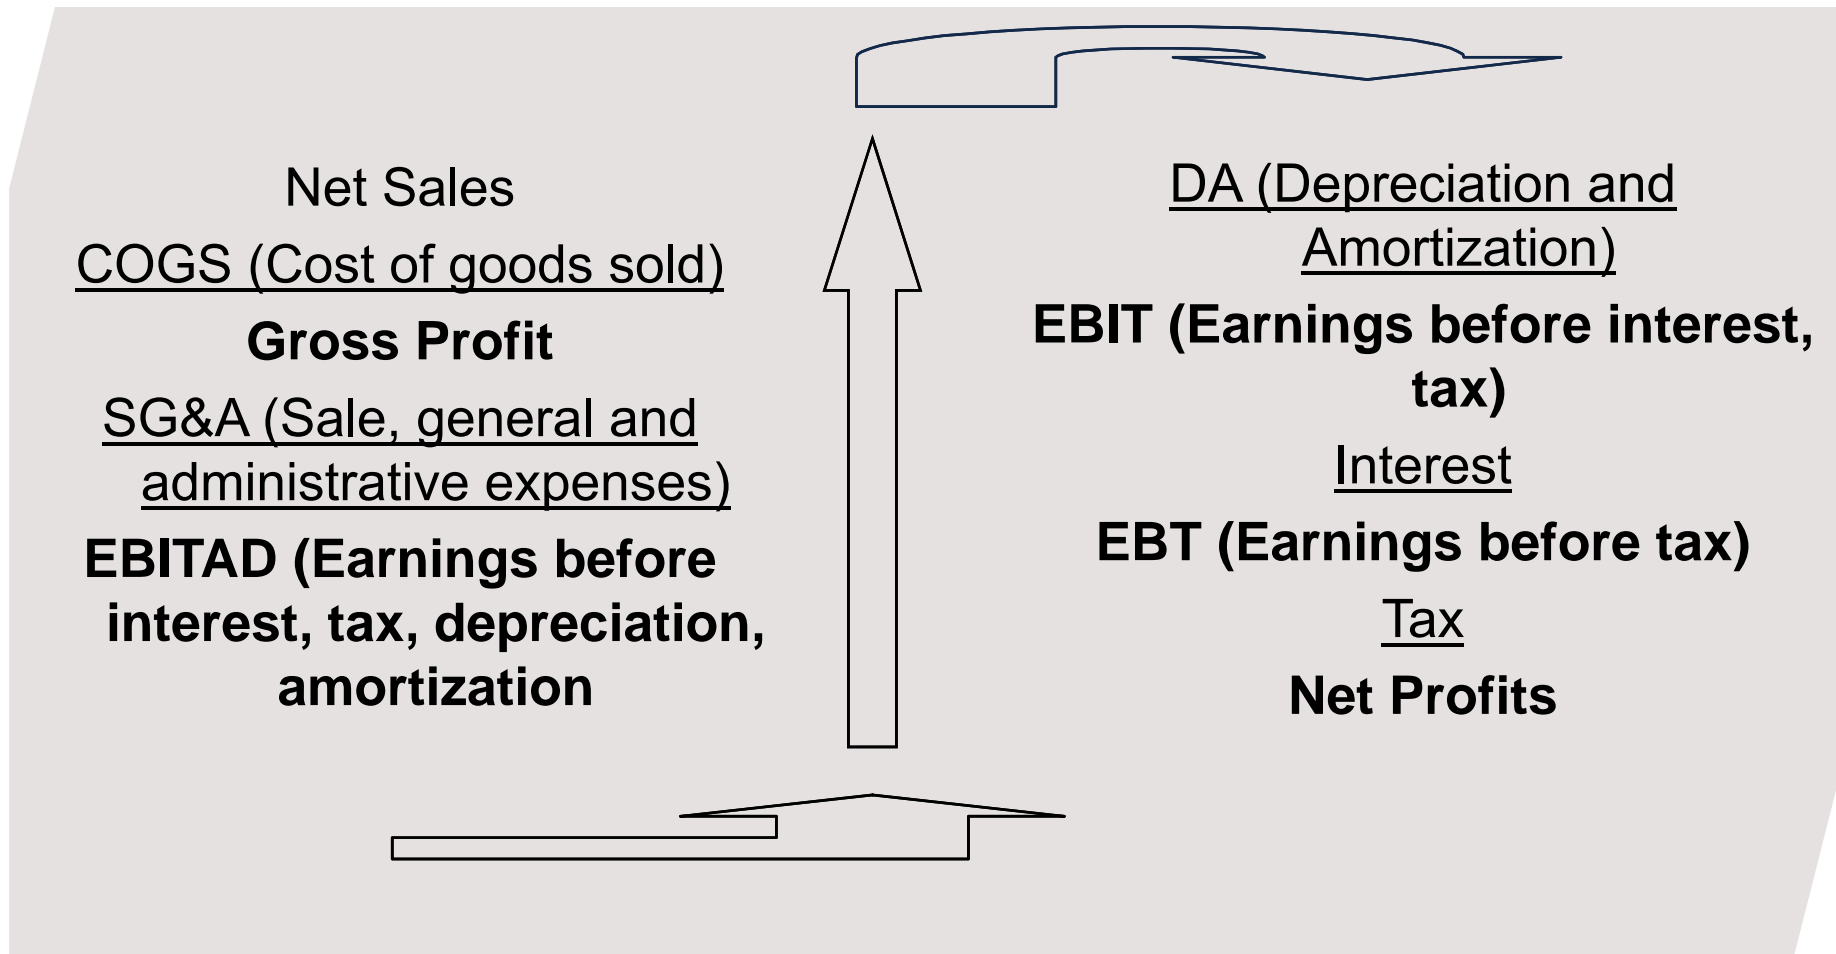 Net Sales
COGS (Cost of goods sold)
Gross Profit
SG&A (Sale, general and
administrative expenses)
EBITAD (Earnings before
interest, tax, depreciation,
amortization
DA (Depreciation and
Amortization)
EBIT (Earnings before interest,
tax)
Interest
EBT (Earnings before tax)
Tax
Net Profits